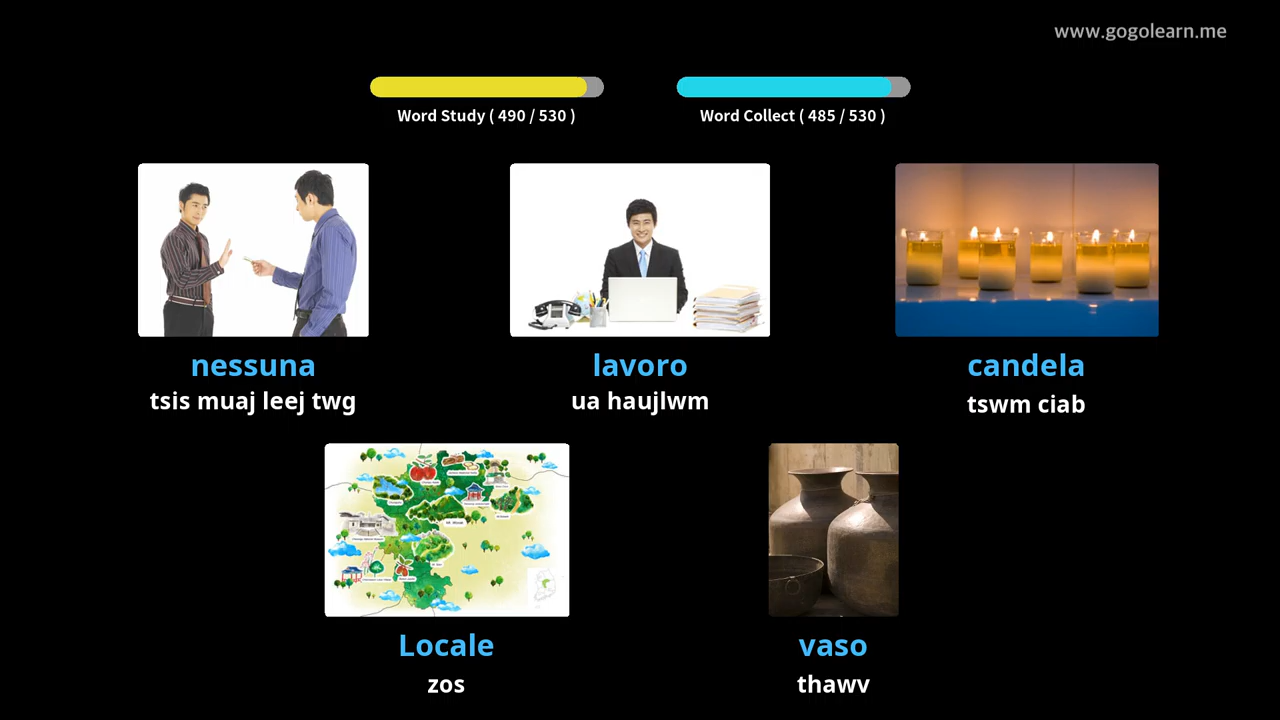 www.gogolearn.me
Word Study ( 490 / 530 )
Word Collect ( 485 / 530 )
nessuna
tsis muaj leej twg
lavoro
ua haujlwm
candela
tswm ciab
Locale
zos
vaso
thawv